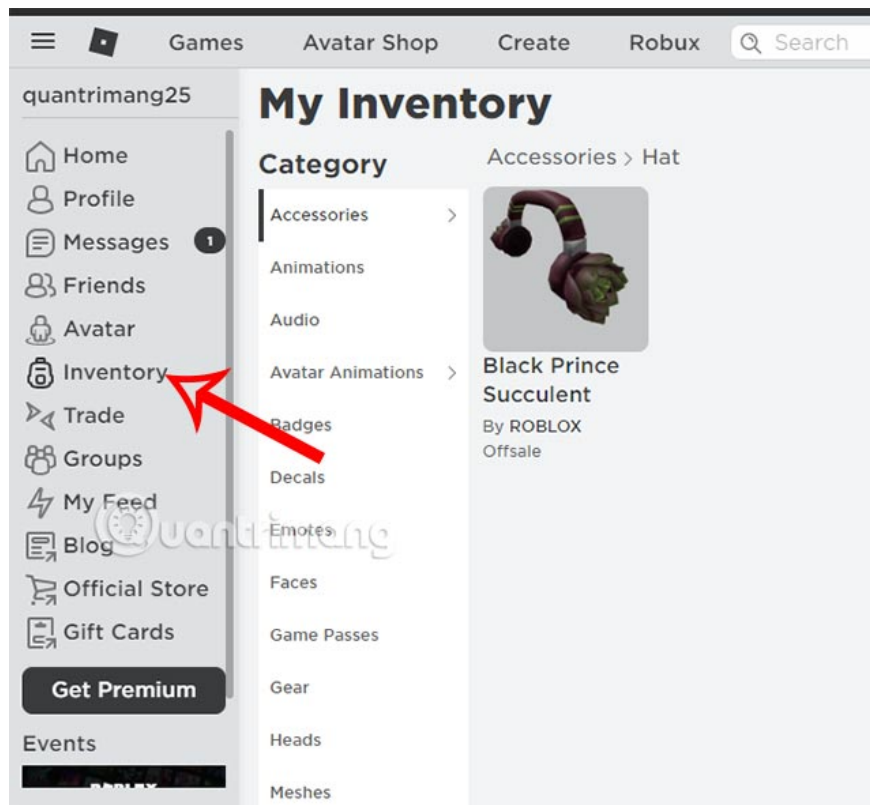 Games Avatar Shop Create Robux Search
quantrimang25
Home
Profile
Messages 1
Friends
Avatar
Inventory
Trade
Groups
My Feed
Blog
Official Store
Gift Cards
Get Premium
Events
ROBLOX
My Inventory
Category
Accessories
Animations
Audio
Avatar Animations
Badges
Decals
Emotes
Faces
Game Passes
Gear
Heads
Meshes
Accessories > Hat
Black Prince
Succulent
By ROBLOX
Offsale
Quantrimang